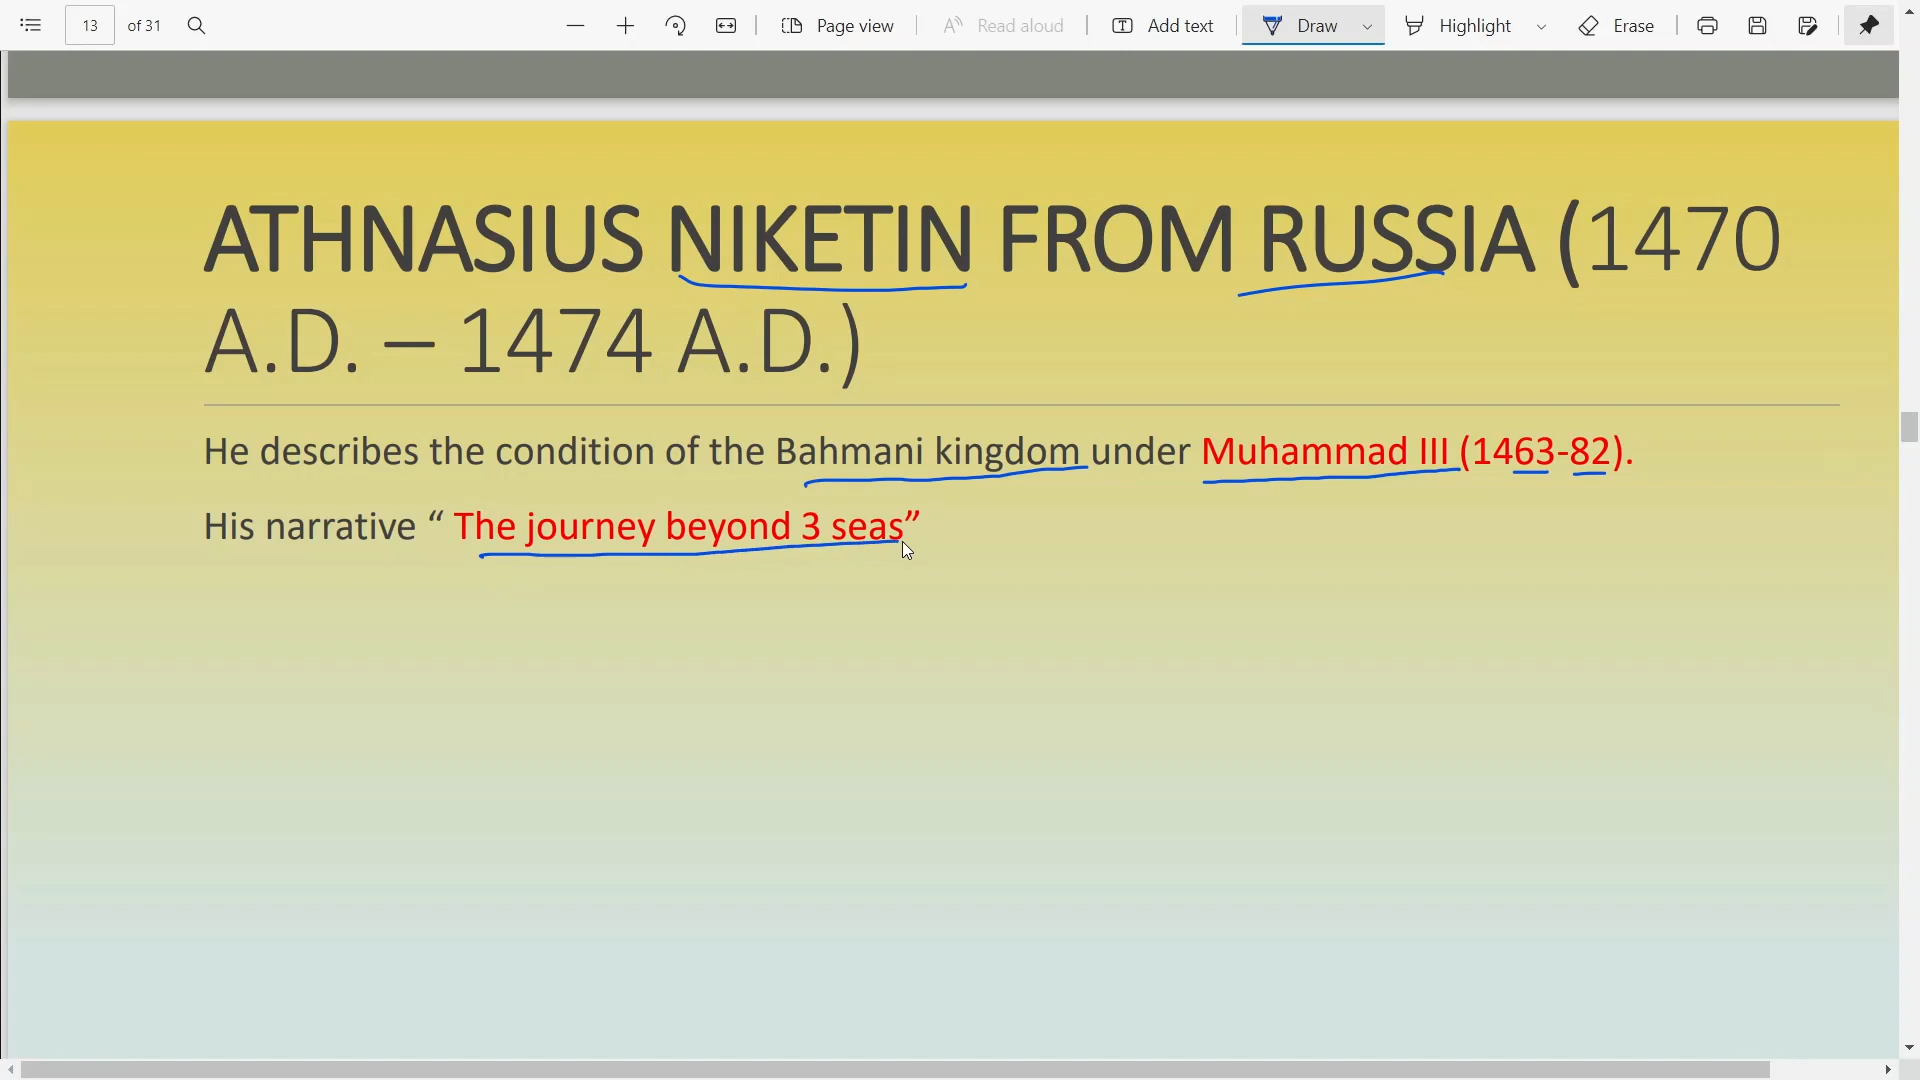 13 of 31 Page view Read aloud Add text Draw Highlight Erase
ATHNASIUS NIKETIN FROM RUSSIA (1470
A.D. – 1474 A.D.)
He describes the condition of the Bahmani kingdom under Muhammad III (1463-82).
His narrative “ The journey beyond 3 seas”